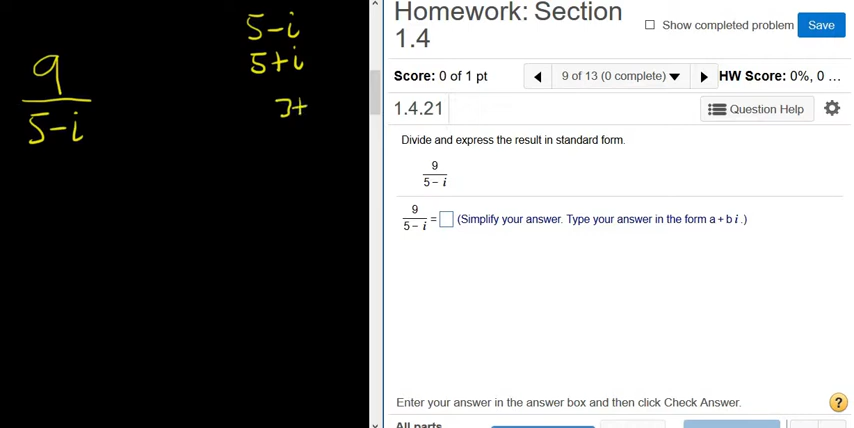 9
5-i
5-i
5+i
3+
Homework: Section
1.4
Show completed problem
Save
Score: 0 of 1 pt
9 of 13 (0 complete)
HW Score: 0%, 0 ...
1.4.21
Question Help
Divide and express the result in standard form.
9
5 - i
9
5 - i
= (Simplify your answer. Type your answer in the form a + b i.)
Enter your answer in the answer box and then click Check Answer.
?
All parts